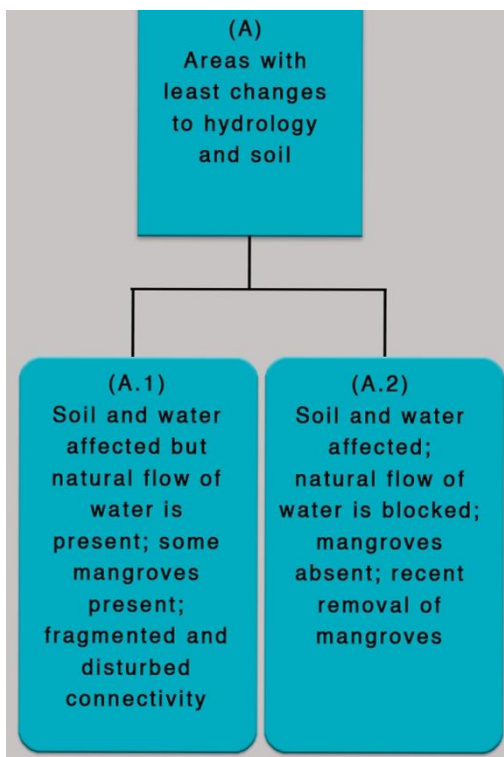 (A)
Areas with
least changes
to hydrology
and soil
(A.1)
Soil and water
affected but
natural flow of
water is
present; some
mangroves
present;
fragmented and
disturbed
connectivity
(A.2)
Soil and water
affected;
natural flow of
water is blocked;
mangroves
absent; recent
removal of
mangroves